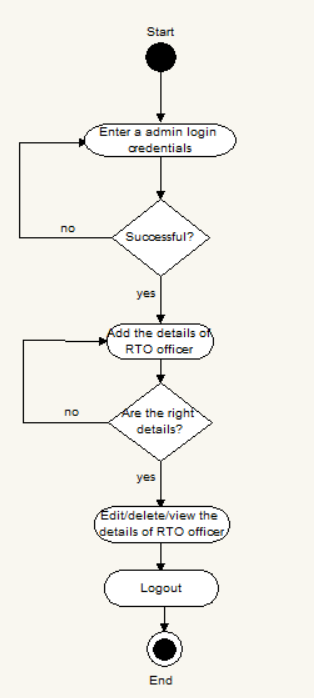 Start
Enter a admin login
credentials
Successful?
no
yes
Add the details of
RTO officer
Are the right
details?
no
yes
Edit/delete/view the
details of RTO officer
Logout
End